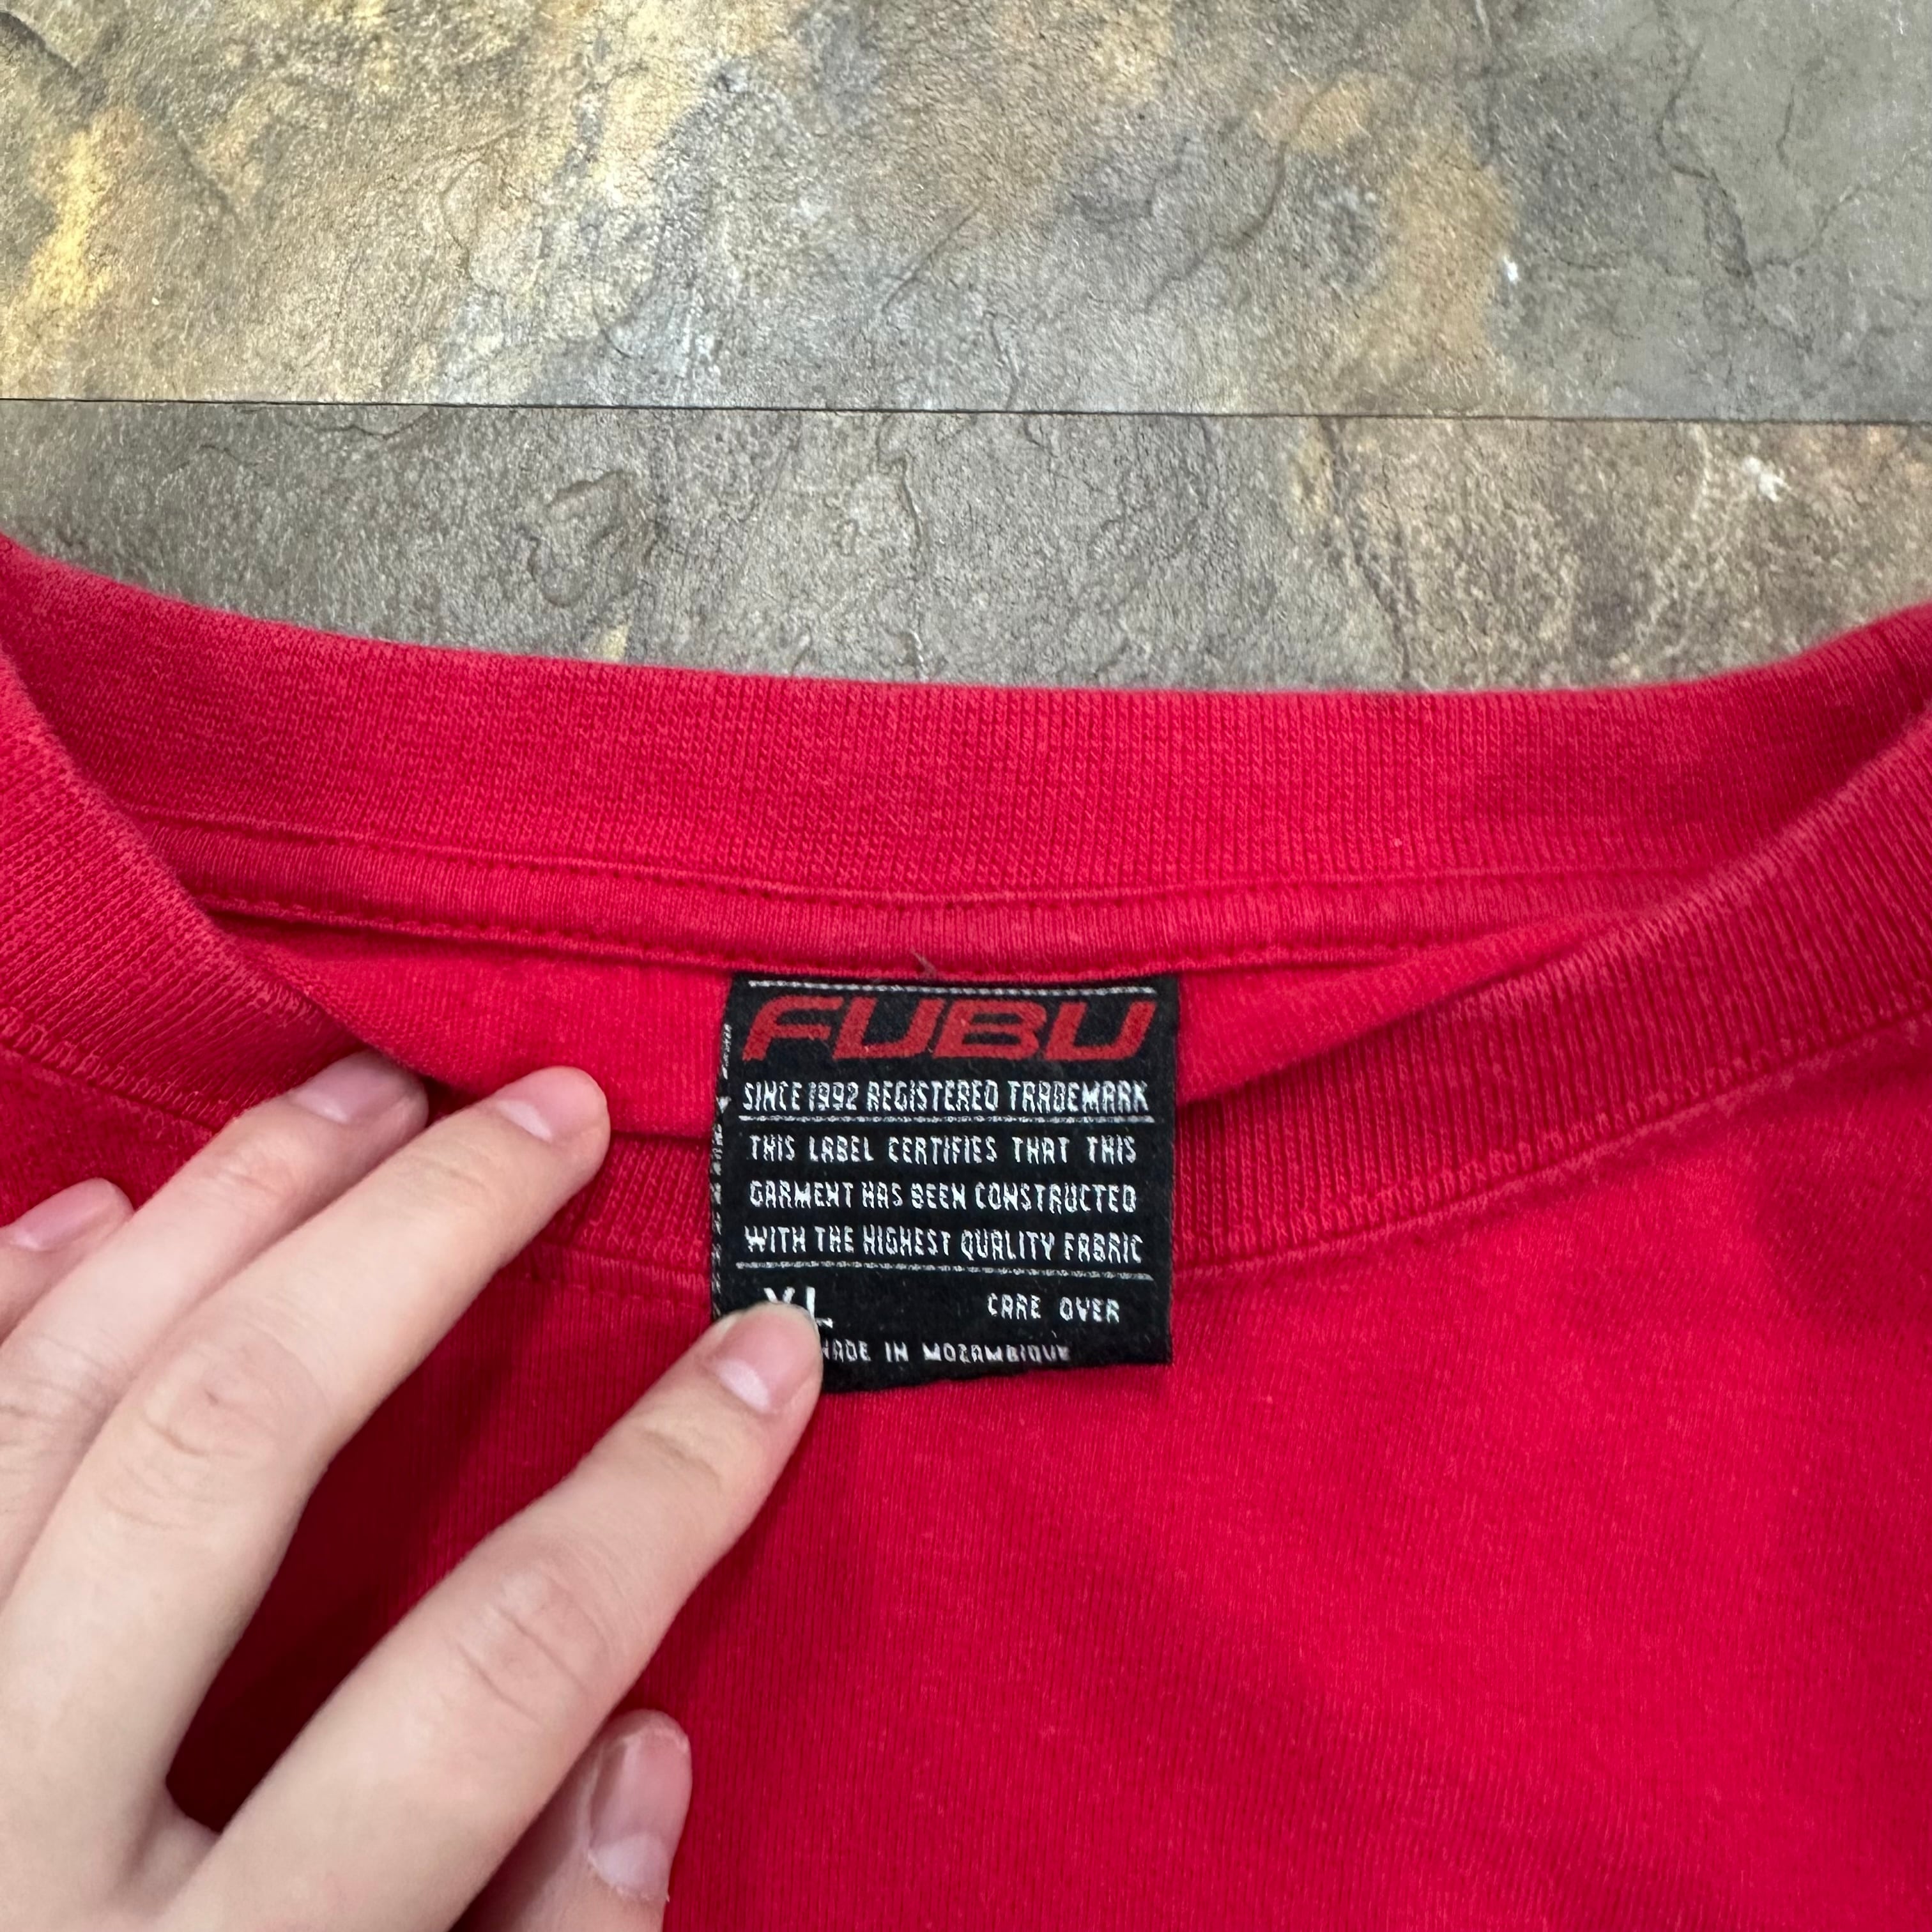 FUBU
SINCE 1992 REGISTERED TRADEMARK
THIS LABEL CERTIFIES THAT THIS
GARMENT HAS BEEN CONSTRUCTED
WITH THE HIGHEST QUALITY FABRIC
XL CARE OVER
MADE IN MOZAMBIQUE